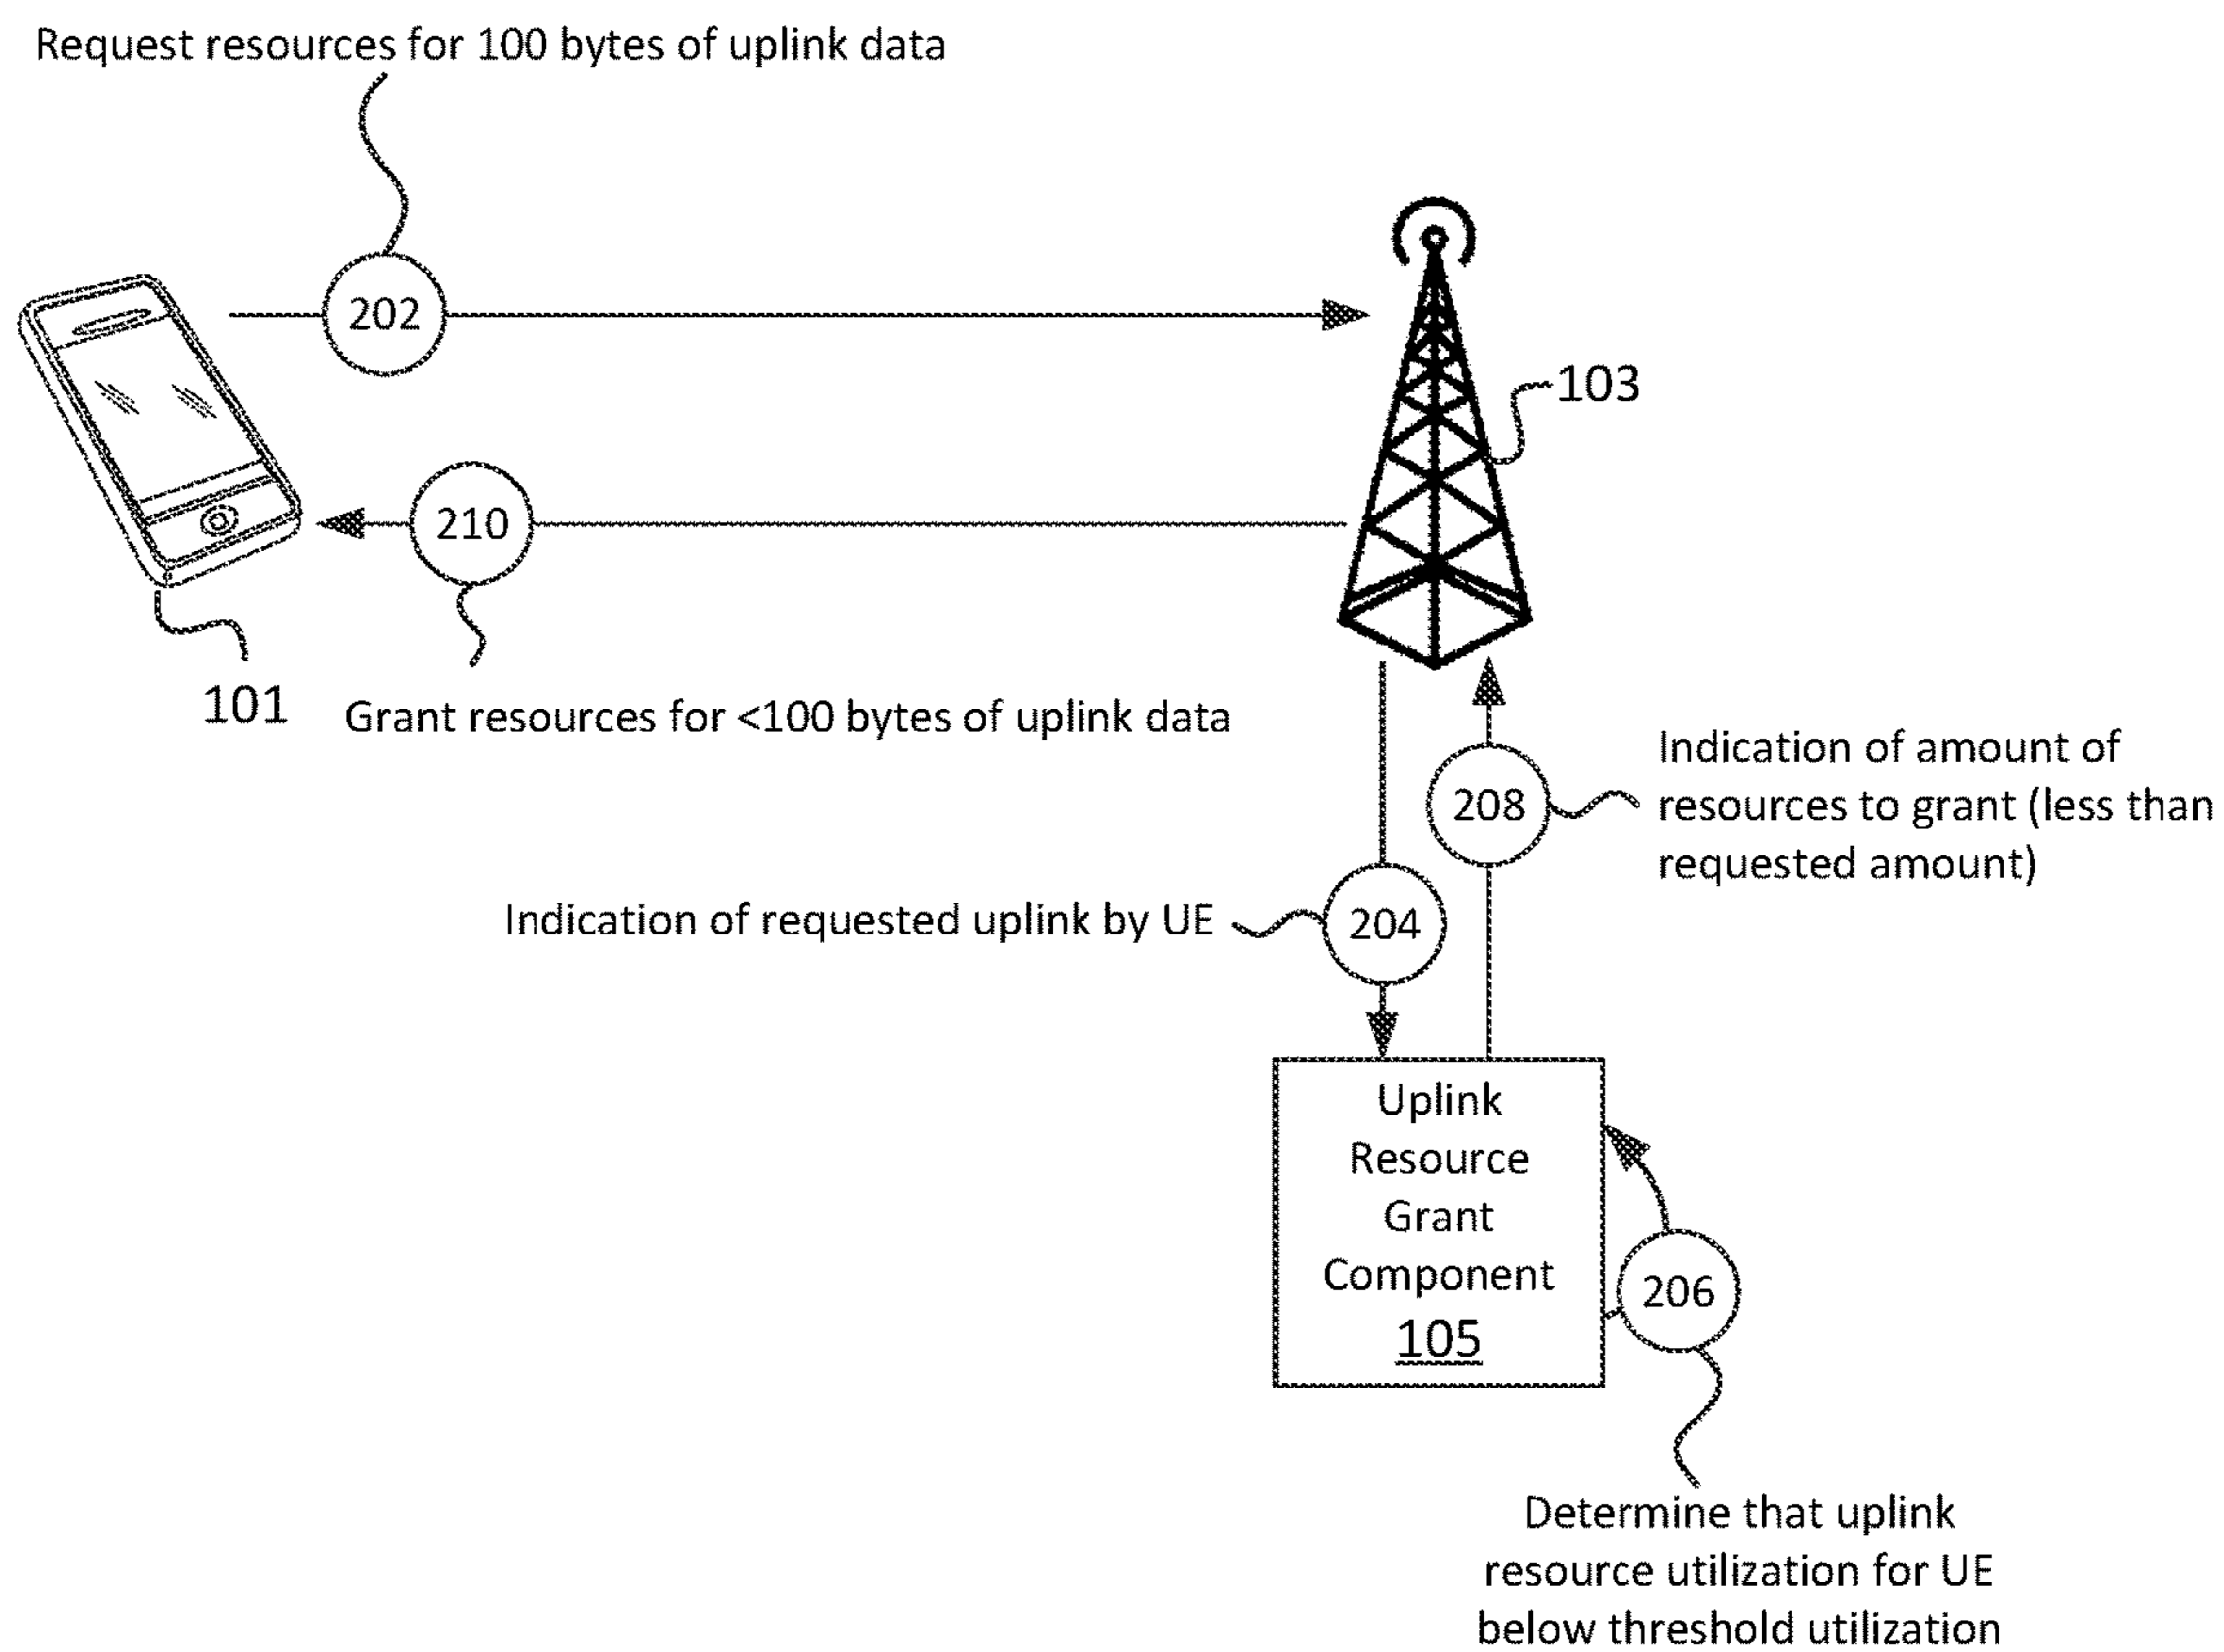 Request resources for 100 bytes of uplink data
202
103
210
101
Grant resources for <100 bytes of uplink data
Indication of amount of
resources to grant (less than
requested amount)
208
Indication of requested uplink by UE
204
Uplink
Resource
Grant
Component
105
206
Determine that uplink
resource utilization for UE
below threshold utilization